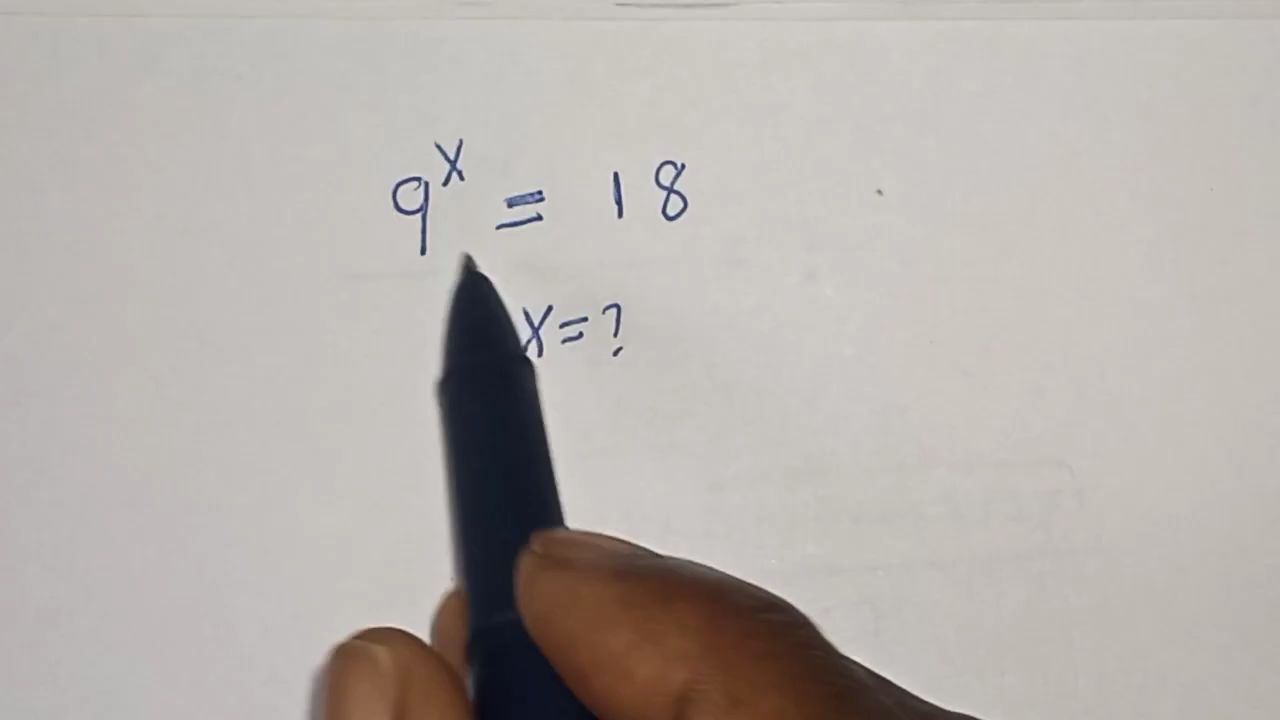 9^x = 18
x = ?